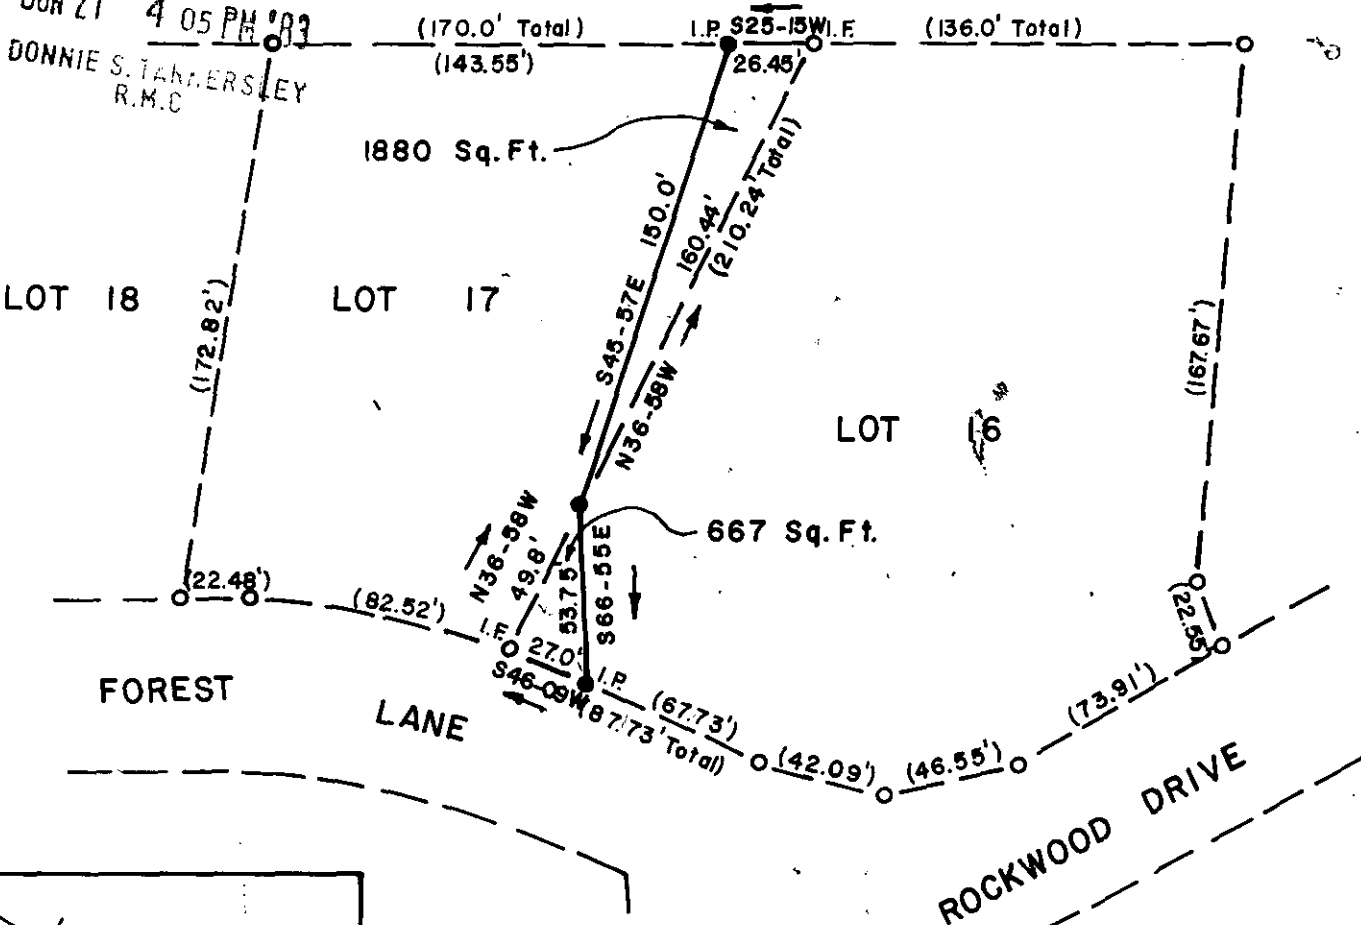 4 05 PM '83
DONNIE S. TANKERSLEY
R.M.C
(170.0' Total)
(143.55')
I.P. S25-15W I.F.
26.45'
(136.0' Total)
1880 Sq. Ft.
150.0'
S45-57E
160.44'
(210.24' Total)
N36-58W
LOT 18
(172.82')
LOT 17
(167.67')
LOT 16
667 Sq. Ft.
N36-58W
49.8'
53.75'
S66-55E
(22.48')
(82.52')
I.F.
27.0'
I.P.
S46-09W
(87.73' Total)
(67.73')
(42.09')
(46.55')
(73.91')
(22.55')
FOREST LANE
ROCKWOOD DRIVE